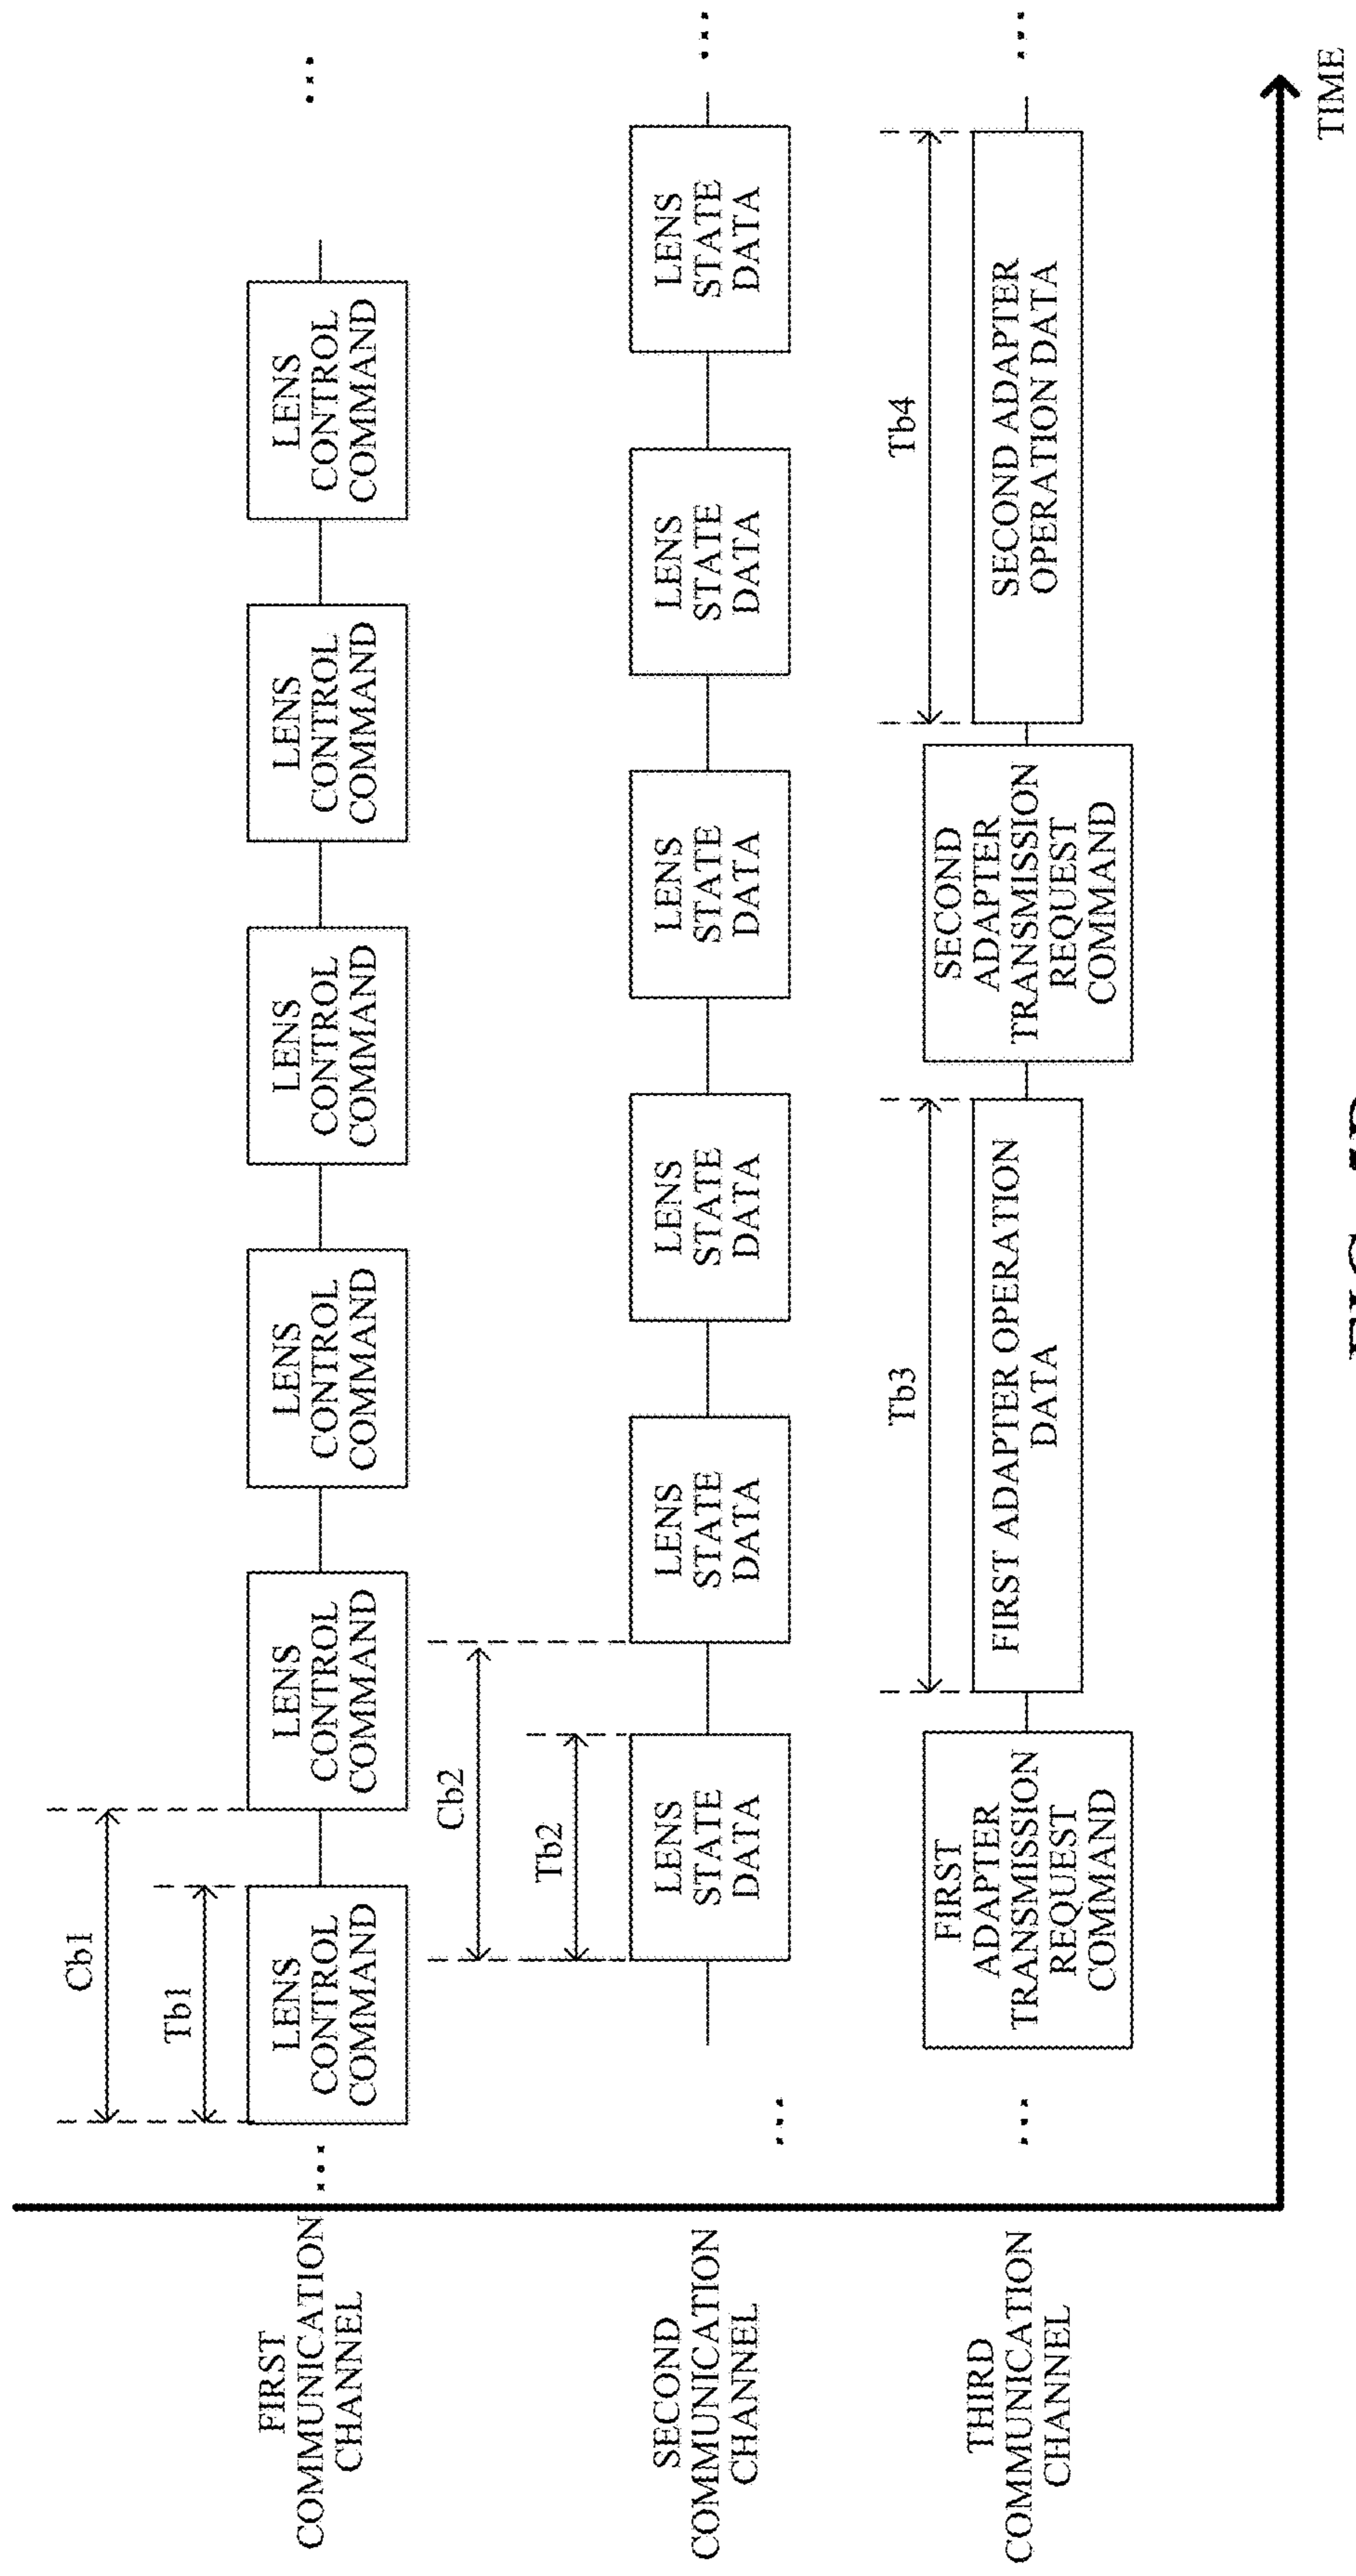 FIRST
COMMUNICATION
CHANNEL
...
Cb1
Tb1
LENS
CONTROL
COMMAND
LENS
CONTROL
COMMAND
LENS
CONTROL
COMMAND
LENS
CONTROL
COMMAND
LENS
CONTROL
COMMAND
LENS
CONTROL
COMMAND
...
SECOND
COMMUNICATION
CHANNEL
...
Cb2
Tb2
LENS
STATE
DATA
LENS
STATE
DATA
LENS
STATE
DATA
LENS
STATE
DATA
LENS
STATE
DATA
LENS
STATE
DATA
...
THIRD
COMMUNICATION
CHANNEL
...
FIRST
ADAPTER
TRANSMISSION
REQUEST
COMMAND
Tb3
FIRST ADAPTER OPERATION
DATA
SECOND
ADAPTER
TRANSMISSION
REQUEST
COMMAND
Tb4
SECOND ADAPTER
OPERATION DATA
...
TIME